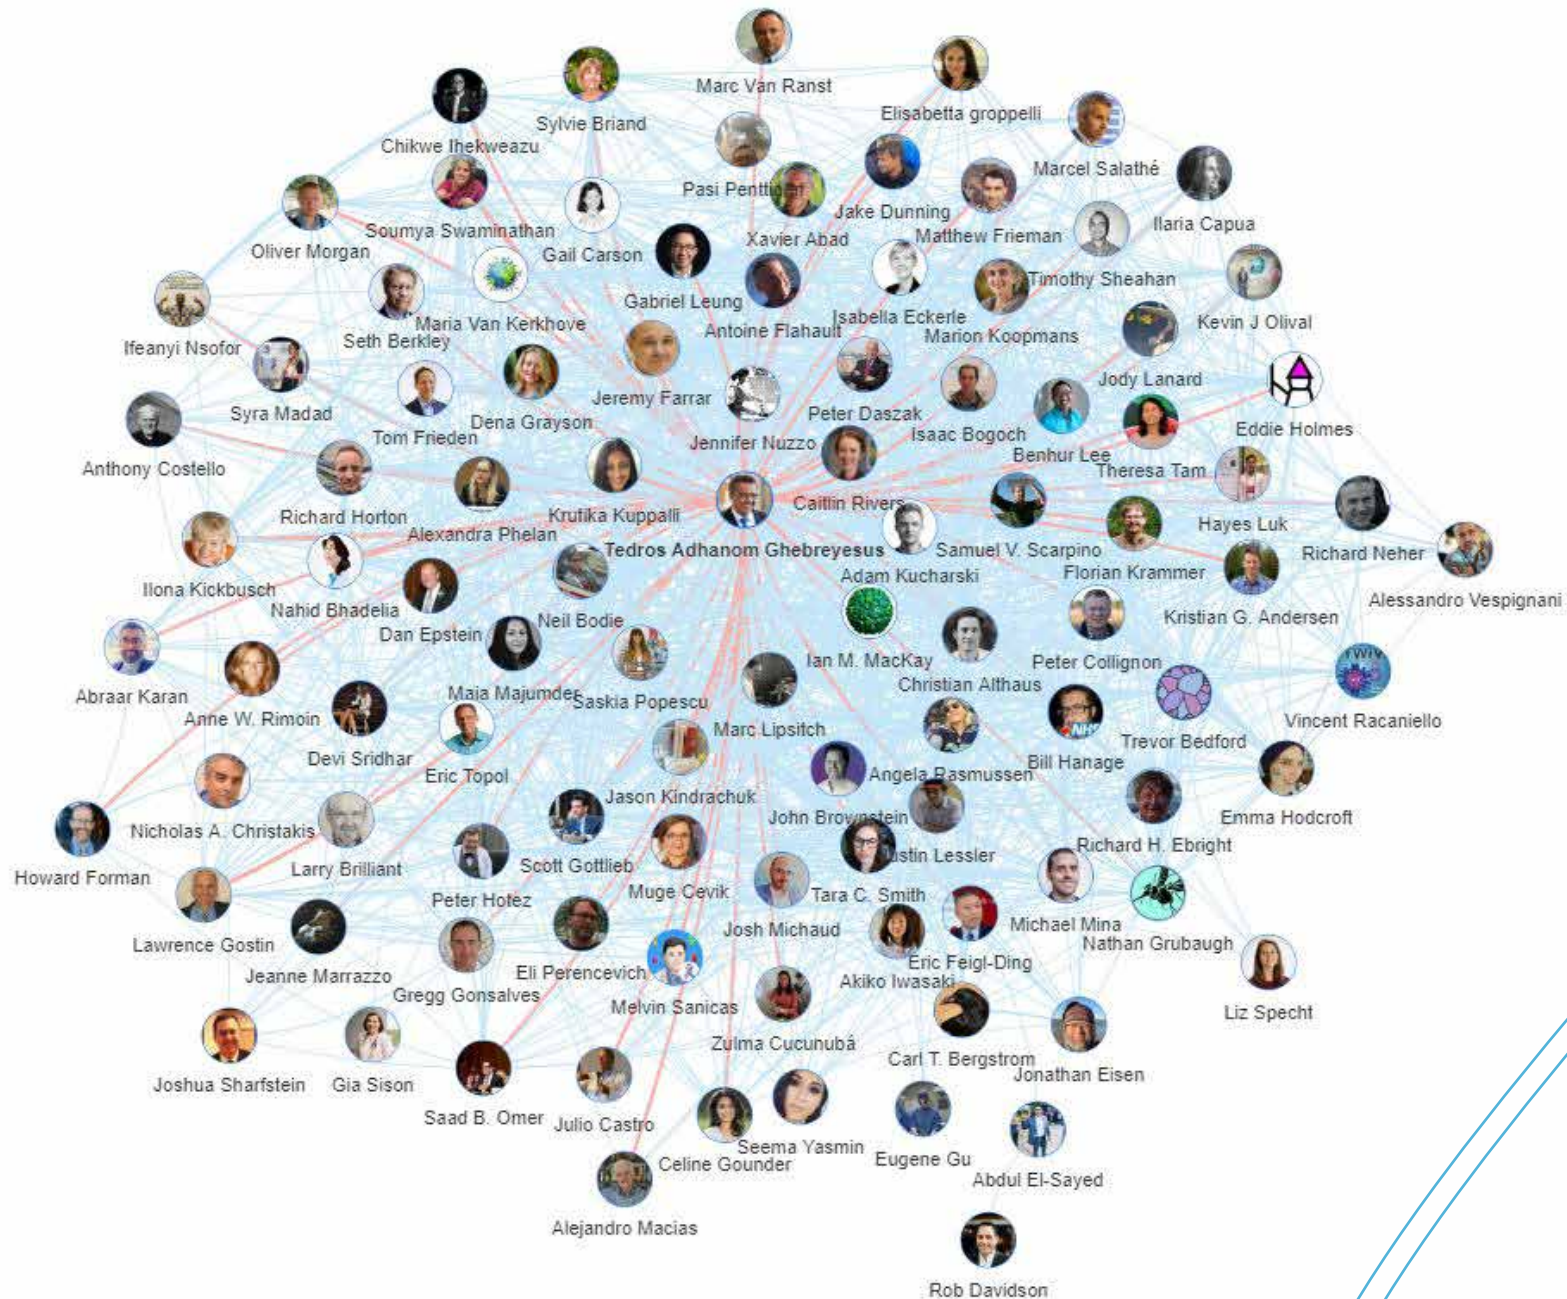 Marc Van Ranst
Elisabetta groppelli
Sylvie Briand
Chikwe Ihekweazu
Marcel Salathé
Pasi Penttinen
Jake Dunning
Ilaria Capua
Soumya Swaminathan
Matthew Frieman
Xavier Abad
Oliver Morgan
Gail Carson
Timothy Sheahan
Gabriel Leung
Isabella Eckerle
Kevin J Olival
Maria Van Kerkhove
Antoine Flahault
Marion Koopmans
Seth Berkley
Ifeanyi Nsofor
Jody Lanard
Jeremy Farrar
Syra Madad
Peter Daszak
Dena Grayson
Eddie Holmes
Isaac Bogoch
Tom Frieden
Jennifer Nuzzo
Benhur Lee
Anthony Costello
Theresa Tam
Caitlin Rivers
Krutika Kuppalli
Richard Horton
Hayes Luk
Alexandra Phelan
Tedros Adhanom Ghebreyesus
Samuel V. Scarpino
Richard Neher
Florian Krammer
Adam Kucharski
Ilona Kickbusch
Alessandro Vespignani
Nahid Bhadelia
Kristian G. Andersen
Neil Bodie
Dan Epstein
Ian M. MacKay
Peter Collignon
Christian Althaus
Maia Majumder
Abraar Karan
Saskia Popescu
TWiV
Anne W. Rimoin
Vincent Racaniello
Marc Lipsitch
NHS
Trevor Bedford
Devi Sridhar
Bill Hanage
Eric Topol
Angela Rasmussen
Jason Kindrachuk
John Brownstein
Emma Hodcroft
Nicholas A. Christakis
Richard H. Ebright
Justin Lessler
Scott Gottlieb
Larry Brilliant
Howard Forman
Muge Cevik
Tara C. Smith
Peter Hotez
Michael Mina
Josh Michaud
Nathan Grubaugh
Lawrence Gostin
Eric Feigl-Ding
Eli Perencevich
Jeanne Marrazzo
Akiko Iwasaki
Gregg Gonsalves
Melvin Sanicas
Liz Specht
Zulma Cucunubá
Carl T. Bergstrom
Jonathan Eisen
Joshua Sharfstein
Gia Sison
Saad B. Omer
Julio Castro
Seema Yasmin
Eugene Gu
Celine Gounder
Abdul El-Sayed
Alejandro Macias
Rob Davidson